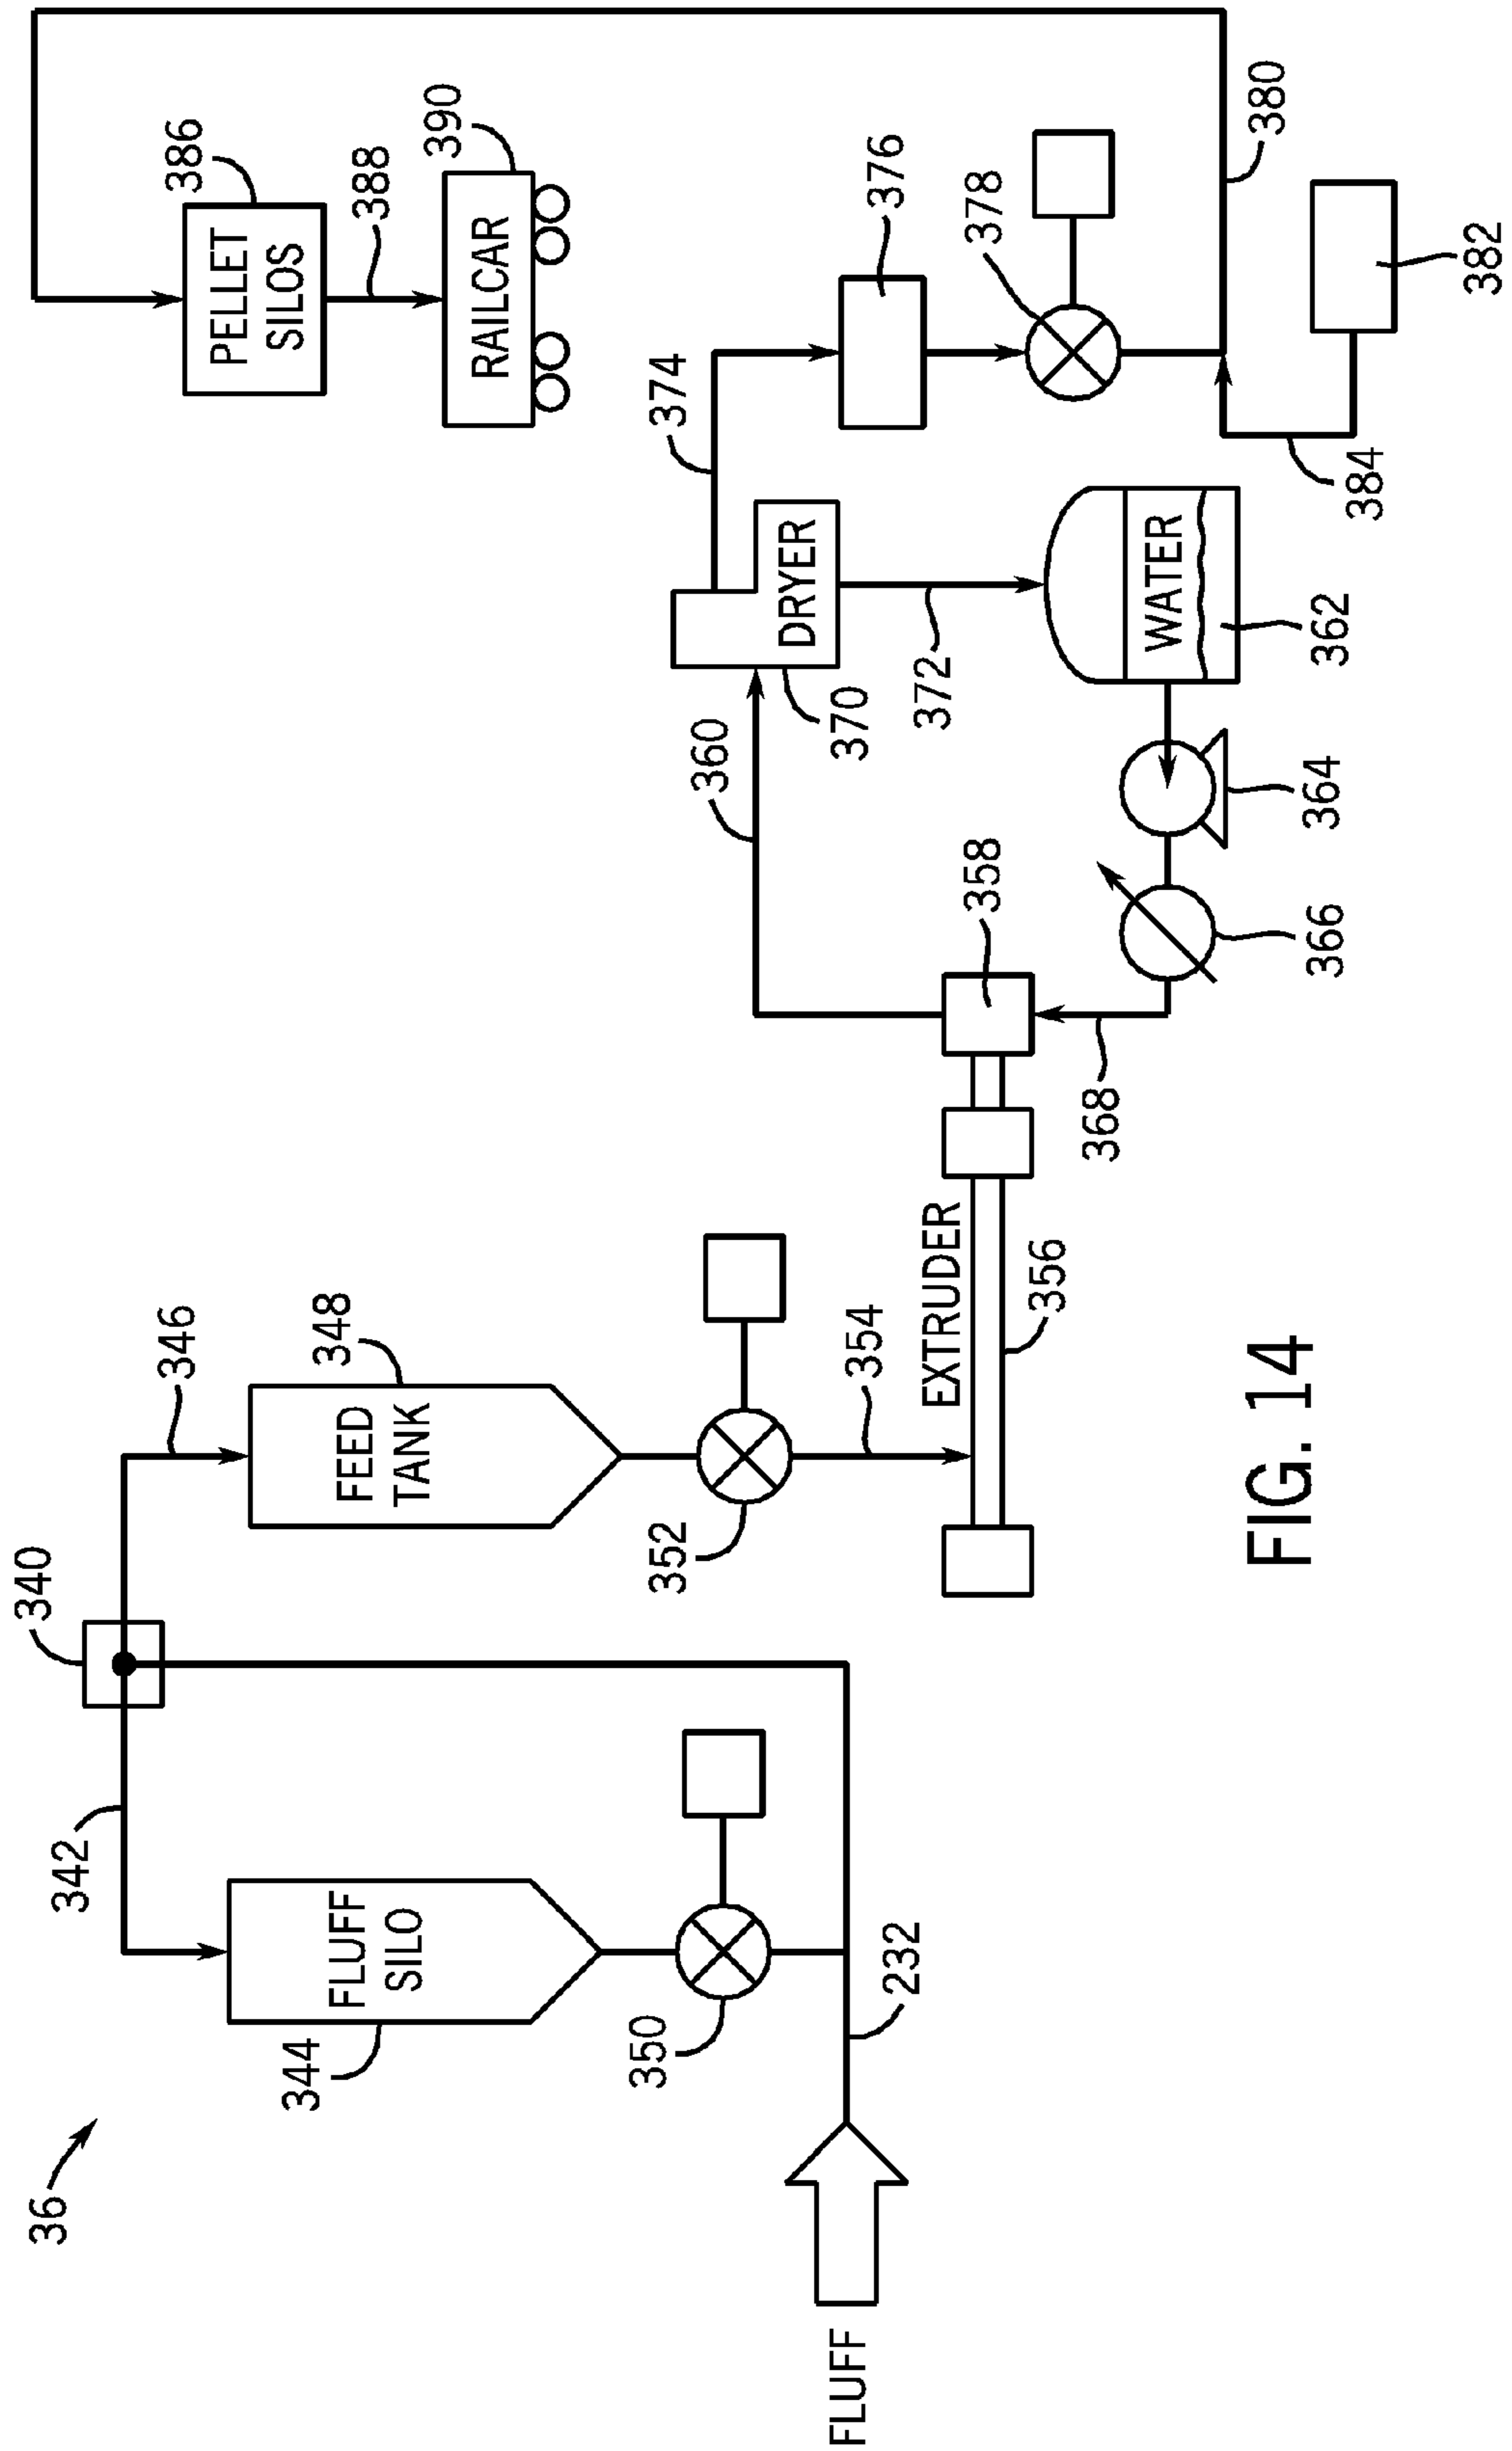 36
FLUFF
232
350
344
FLUFF
SILO
342
340
346
348
FEED
TANK
352
354
EXTRUDER
356
358
368
366
364
362
WATER
360
370
DRYER
372
374
376
378
380
382
384
PELLET
SILOS
386
388
RAILCAR
390
FIG. 14